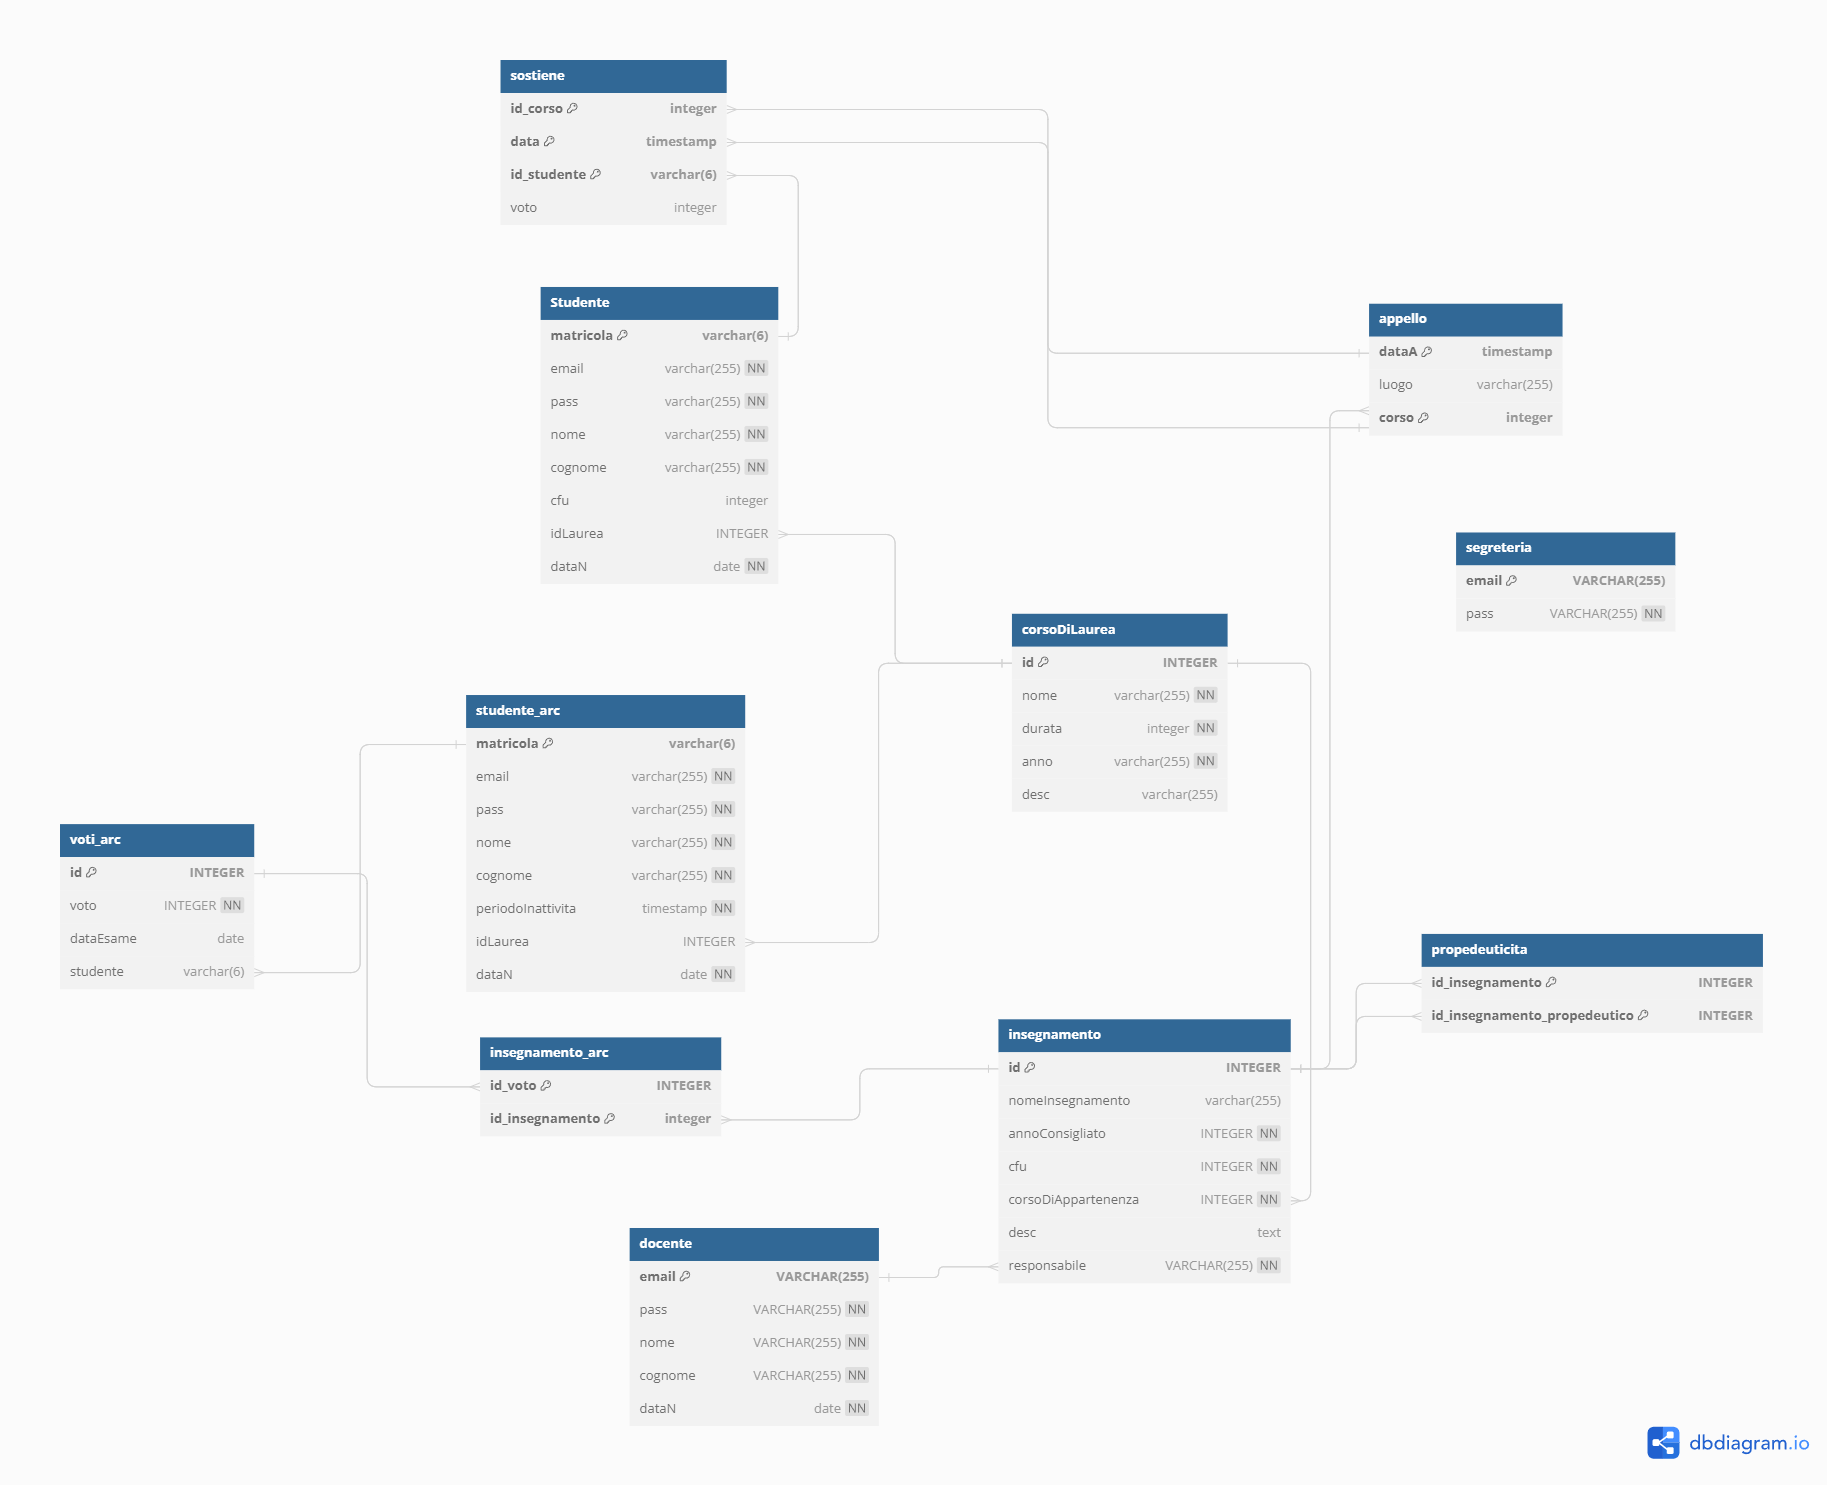 sostiene
id_corso integer
data timestamp
id_studente varchar(6)
voto integer
Studente
matricola varchar(6)
email varchar(255) NN
pass varchar(255) NN
nome varchar(255) NN
cognome varchar(255) NN
cfu integer
idLaurea INTEGER
dataN date NN
appello
dataA timestamp
luogo varchar(255)
corso integer
segreteria
email VARCHAR(255)
pass VARCHAR(255) NN
corsoDiLaurea
id INTEGER
nome varchar(255) NN
durata integer NN
anno varchar(255) NN
desc varchar(255)
studente_arc
matricola varchar(6)
email varchar(255) NN
pass varchar(255) NN
nome varchar(255) NN
cognome varchar(255) NN
periodoInattivita timestamp NN
idLaurea INTEGER
dataN date NN
voti_arc
id INTEGER
voto INTEGER NN
dataEsame date
studente varchar(6)
propedeuticita
id_insegnamento INTEGER
id_insegnamento_propedeutico INTEGER
insegnamento_arc
id_voto INTEGER
id_insegnamento integer
insegnamento
id INTEGER
nomeInsegnamento varchar(255)
annoConsigliato INTEGER NN
cfu INTEGER NN
corsoDiAppartenenza INTEGER NN
desc text
responsabile VARCHAR(255) NN
docente
email VARCHAR(255)
pass VARCHAR(255) NN
nome VARCHAR(255) NN
cognome VARCHAR(255) NN
dataN date NN
dbdiagram.io